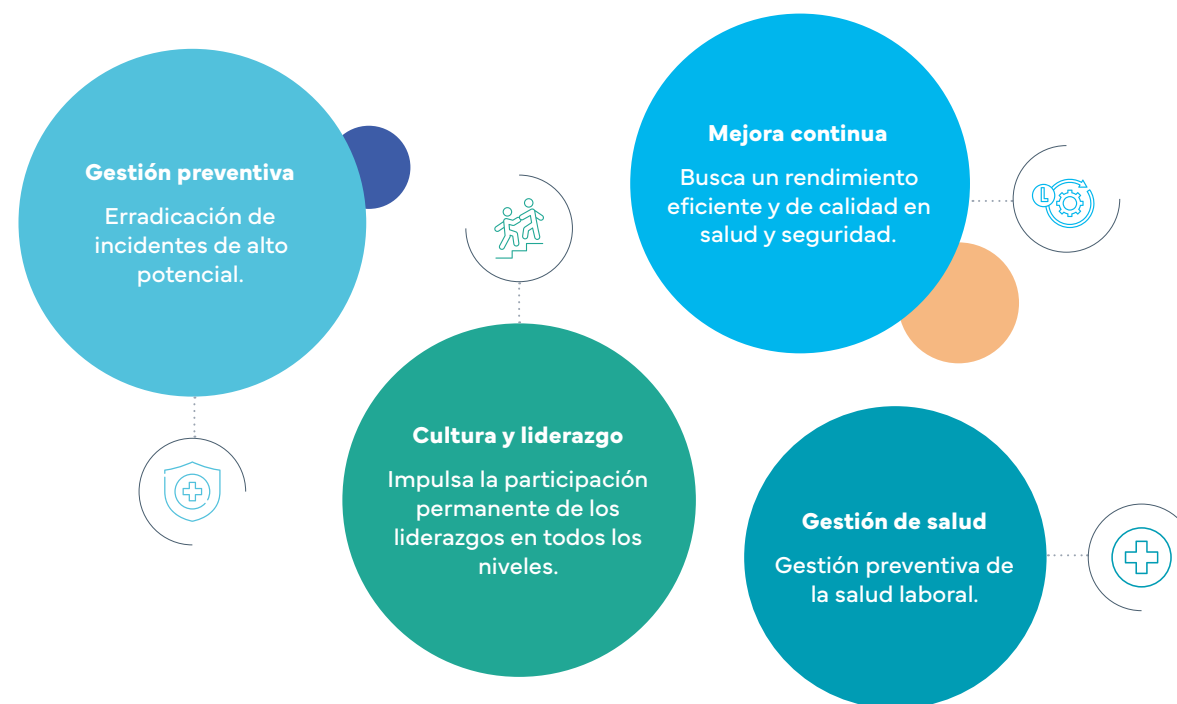 Gestión preventiva
Erradicación de
incidentes de alto
potencial.
Cultura y liderazgo
Impulsa la participación
permanente de los
liderazgos en todos los
niveles.
Mejora continua
Busca un rendimiento
eficiente y de calidad en
salud y seguridad.
Gestión de salud
Gestión preventiva de
la salud laboral.